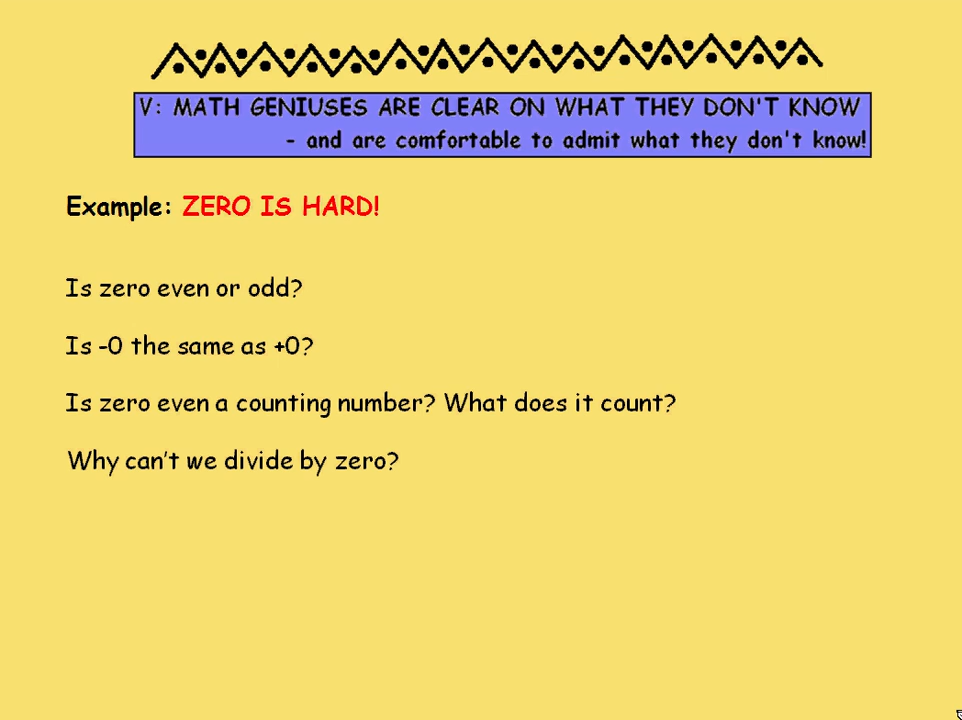 V: MATH GENIUSES ARE CLEAR ON WHAT THEY DON'T KNOW
- and are comfortable to admit what they don't know!
Example: ZERO IS HARD!
Is zero even or odd?
Is -0 the same as +0?
Is zero even a counting number? What does it count?
Why can't we divide by zero?